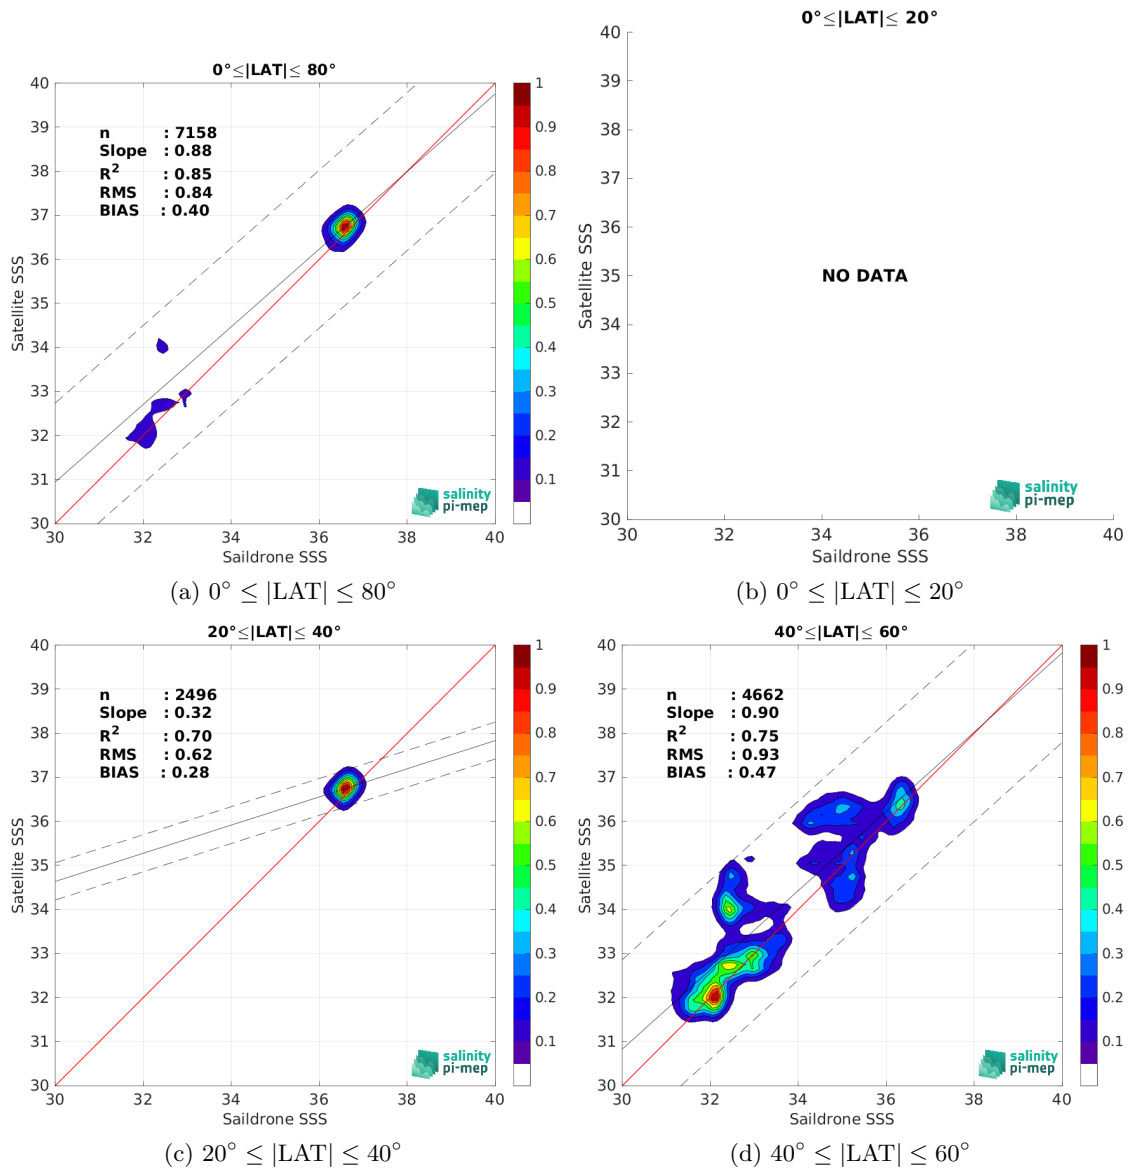 0°≤|LAT|≤ 80°
n : 7158
Slope : 0.88
R² : 0.85
RMS : 0.84
BIAS : 0.40
40
39
38
37
36
35
34
33
32
31
30
Satellite SSS
30 32 34 36 38 40
Saildrone SSS
1
0.9
0.8
0.7
0.6
0.5
0.4
0.3
0.2
0.1
salinity
pi-mep
(a) 0° ≤ |LAT| ≤ 80°
0°≤|LAT|≤ 20°
40
39
38
37
36
35
34
33
32
31
30
Satellite SSS
NO DATA
salinity
pi-mep
30 32 34 36 38 40
Saildrone SSS
(b) 0° ≤ |LAT| ≤ 20°
20°≤|LAT|≤ 40°
n : 2496
Slope : 0.32
R² : 0.70
RMS : 0.62
BIAS : 0.28
40
39
38
37
36
35
34
33
32
31
30
Satellite SSS
30 32 34 36 38 40
Saildrone SSS
1
0.9
0.8
0.7
0.6
0.5
0.4
0.3
0.2
0.1
salinity
pi-mep
(c) 20° ≤ |LAT| ≤ 40°
40°≤|LAT|≤ 60°
n : 4662
Slope : 0.90
R² : 0.75
RMS : 0.93
BIAS : 0.47
40
39
38
37
36
35
34
33
32
31
30
Satellite SSS
30 32 34 36 38 40
Saildrone SSS
1
0.9
0.8
0.7
0.6
0.5
0.4
0.3
0.2
0.1
salinity
pi-mep
(d) 40° ≤ |LAT| ≤ 60°